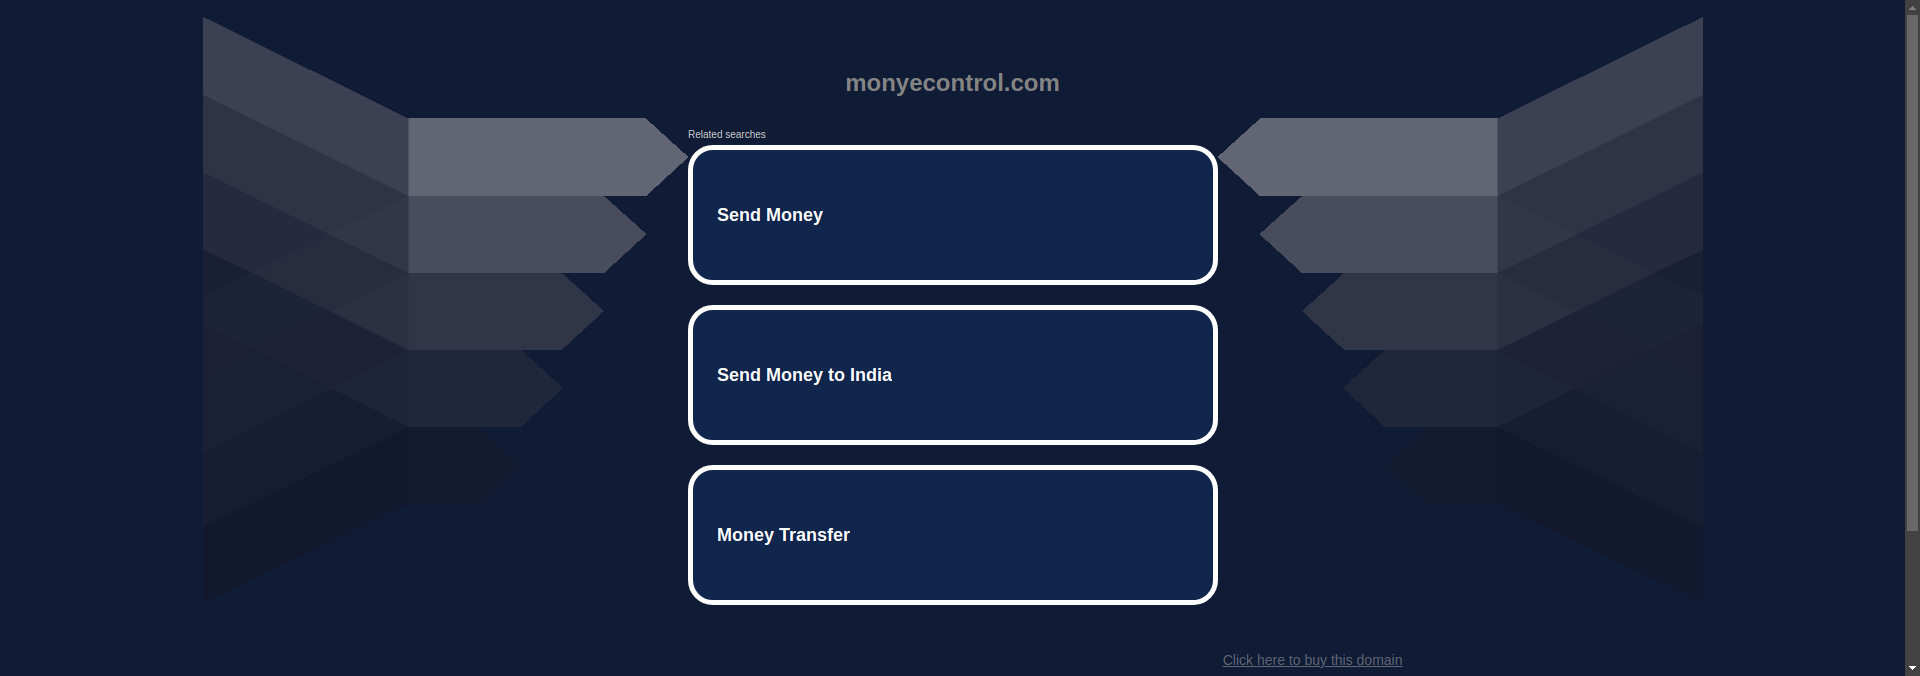 monyecontrol.com
Related searches
Send Money
Send Money to India
Money Transfer
Click here to buy this domain